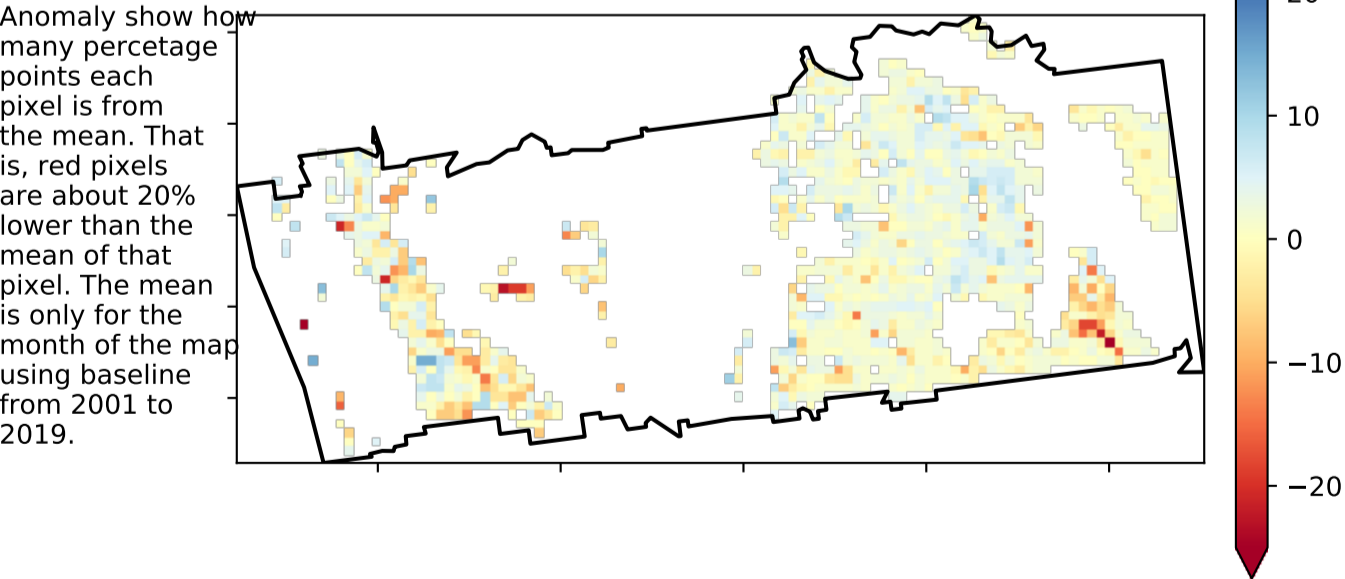 Anomaly show how
many percetage
points each
pixel is from
the mean. That
is, red pixels
are about 20%
lower than the
mean of that
pixel. The mean
is only for the
month of the map
using baseline
from 2001 to
2019.
20
10
0
−10
−20